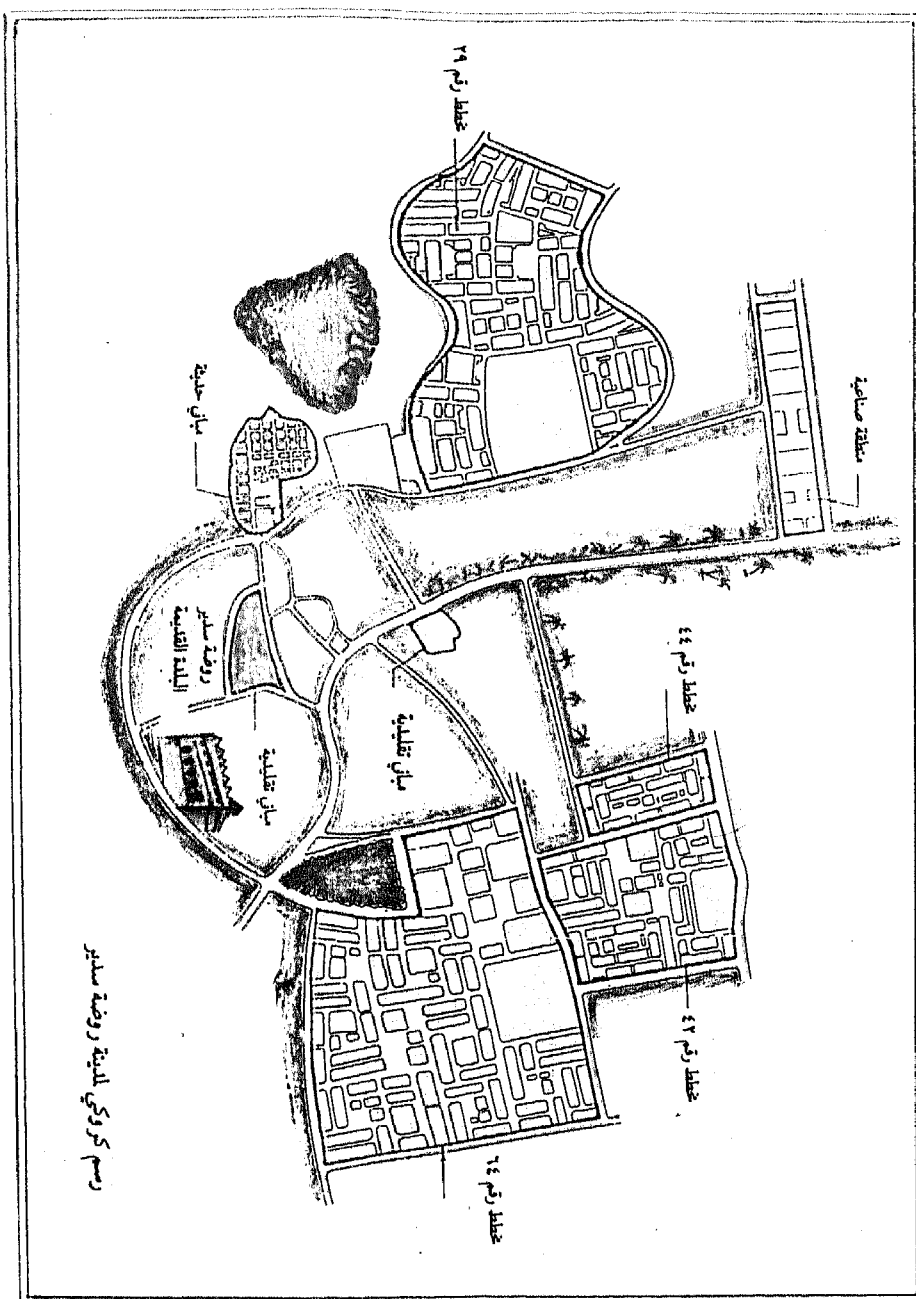 مخطط رقم ٢٩
منطقة صناعية
مباني حديثة
مخطط رقم ٤٤
روضة سدير
البلدة القديمة
مباني تقليدية
مباني تقليدية
مخطط رقم ٤٢
مخطط رقم ٦٤
رسم كروكي لمدينة روضة سدير